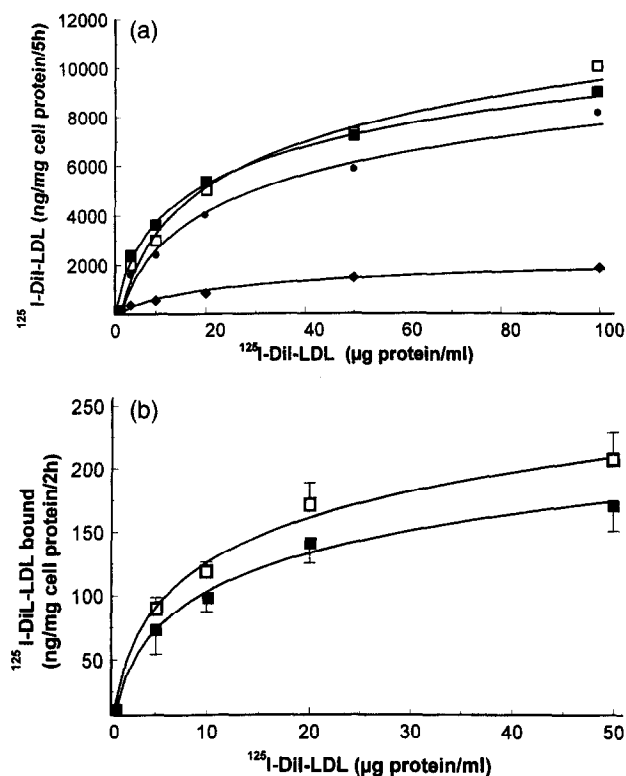 (a)
12000
10000
8000
6000
4000
2000
¹²⁵I-DiI-LDL (ng/mg cell protein/5h)
0 20 40 60 80 100
¹²⁵I-DiI-LDL (µg protein/ml)
(b)
250
200
150
100
50
¹²⁵I-DiL-LDL bound
(ng/mg cell protein/2h)
0 10 20 30 40 50
¹²⁵I-DiI-LDL (µg protein/ml)